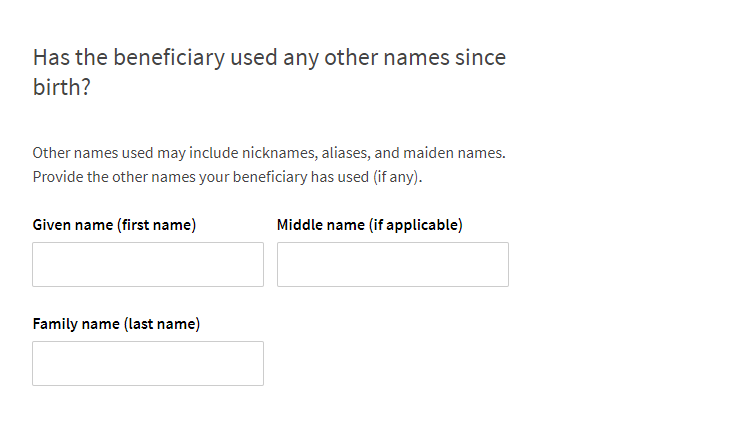 Has the beneficiary used any other names since
birth?
Other names used may include nicknames, aliases, and maiden names.
Provide the other names your beneficiary has used (if any).
Given name (first name) Middle name (if applicable)
Family name (last name)